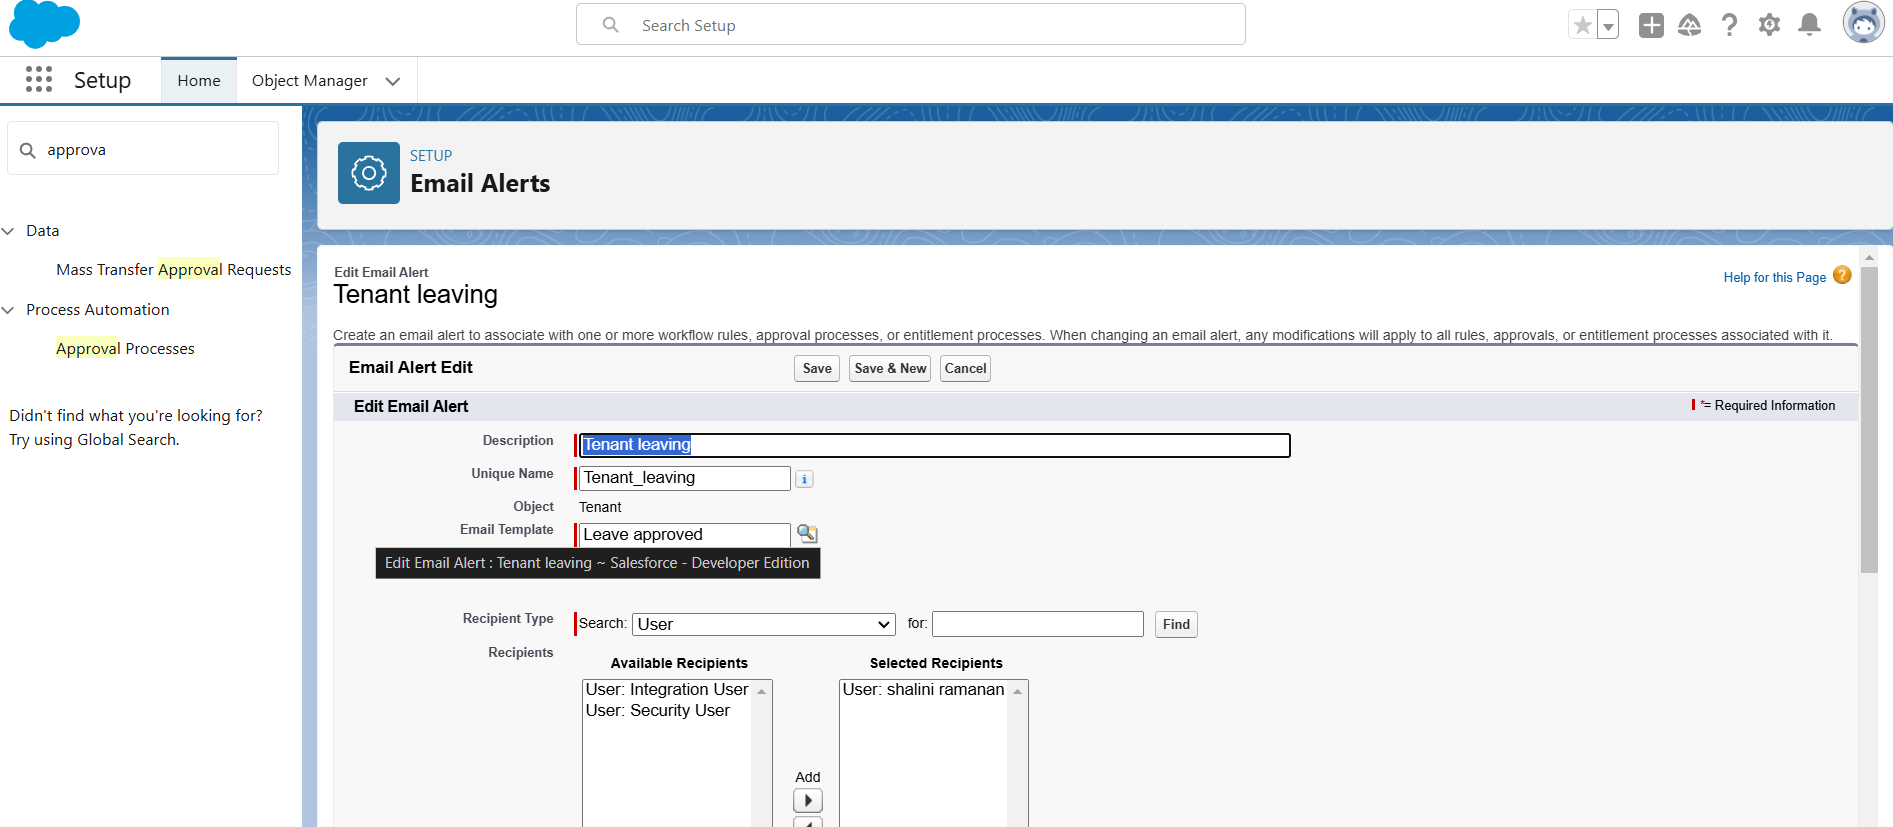 Search Setup
Setup
Home
Object Manager
approva
Data
Mass Transfer Approval Requests
Process Automation
Approval Processes
Didn't find what you're looking for?
Try using Global Search.
SETUP
Email Alerts
Edit Email Alert
Tenant leaving
Help for this Page ?
Create an email alert to associate with one or more workflow rules, approval processes, or entitlement processes. When changing an email alert, any modifications will apply to all rules, approvals, or entitlement processes associated with it.
Email Alert Edit
Save
Save & New
Cancel
Edit Email Alert
*= Required Information
Description
Tenant leaving
Unique Name
Tenant_leaving
i
Object
Tenant
Email Template
Leave approved
Edit Email Alert : Tenant leaving ~ Salesforce - Developer Edition
Recipient Type
Search:
User
for:
Find
Recipients
Available Recipients
Selected Recipients
User: Integration User
User: Security User
User: shalini ramanan
Add